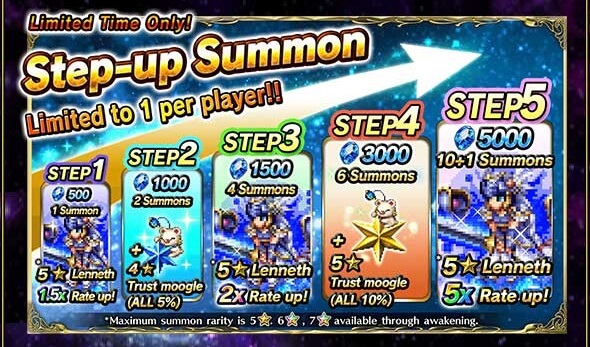 Limited Time Only!
Step-up Summon
Limited to 1 per player!!
STEP1
500
1 Summon
5 Lenneth
1.5x Rate up!
STEP2
1000
2 Summons
+
4
Trust moogle
(ALL 5%)
STEP3
1500
4 Summons
5 Lenneth
2x Rate up!
STEP4
3000
6 Summons
+
5
Trust moogle
(ALL 10%)
STEP5
5000
10+1 Summons
5 Lenneth
5x Rate up!
*Maximum summon rarity is 5★. 6★, 7★ available through awakening.